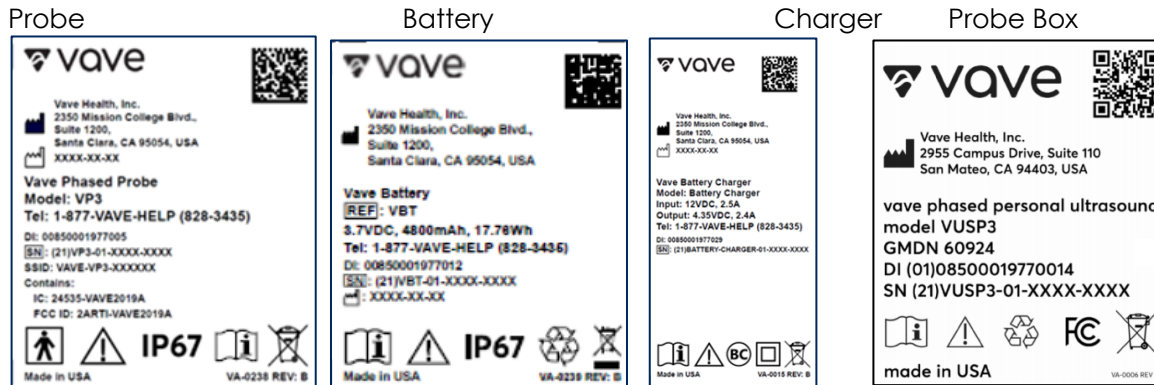 Probe
Battery
Charger
Probe Box
vave
Vave Health, Inc.
2350 Mission College Blvd.,
Suite 1200,
Santa Clara, CA 95054, USA
XXXX-XX-XX
Vave Phased Probe
Model: VP3
Tel: 1-877-VAVE-HELP (828-3435)
DI: 00850001977005
SN : (21)VP3-01-XXXX-XXXX
SSID: VAVE-VP3-XXXXXX
Contains:
IC: 24535-VAVE2019A
FCC ID: 2ARTI-VAVE2019A
IP67
Made in USA
VA-0238 REV: B
vave
Vave Health, Inc.
2350 Mission College Blvd.,
Suite 1200,
Santa Clara, CA 95054, USA
Vave Battery
REF : VBT
3.7VDC, 4800mAh, 17.76Wh
Tel: 1-877-VAVE-HELP (828-3435)
DI: 00850001977012
SN : (21)VBT-01-XXXX-XXXX
: XXXX-XX-XX
IP67
Made in USA
VA-0239 REV: B
vave
Vave Health, Inc.
2350 Mission College Blvd.,
Suite 1200,
Santa Clara, CA 95054, USA
XXXX-XX-XX
Vave Battery Charger
Model: Battery Charger
Input: 12VDC, 2.5A
Output: 4.35VDC, 2.4A
Tel: 1-877-VAVE-HELP (828-3435)
DI: 00850001977029
SN : (21)BATTERY-CHARGER-01-XXXX-XXXX
BC
Made in USA
VA-0015 REV: B
vave
Vave Health, Inc.
2955 Campus Drive, Suite 110
San Mateo, CA 94403, USA
vave phased personal ultrasound
model VUSP3
GMDN 60924
DI (01)08500019770014
SN (21)VUSP3-01-XXXX-XXXX
FC
made in USA
VA-0006 REV